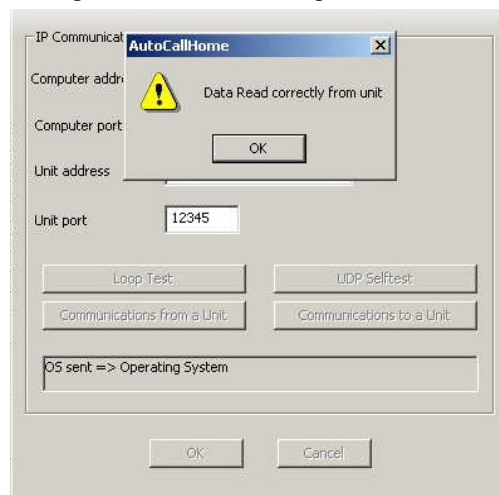 IP Communicat
AutoCallHome
Computer addre
Data Read correctly from unit
Computer port
OK
Unit address
Unit port
12345
Loop Test
UDP Selftest
Communications from a Unit
Communications to a Unit
OS sent => Operating System
OK
Cancel